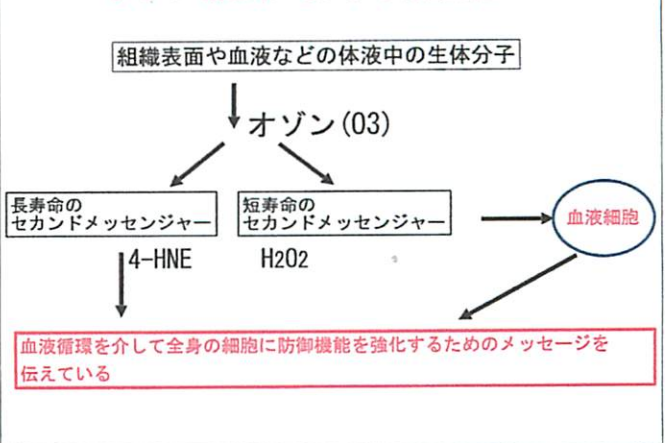 組織表面や血液などの体液中の生体分子
オゾン(O3)
長寿命の
セカンドメッセンジャー
短寿命の
セカンドメッセンジャー
血液細胞
4-HNE
H2O2
血液循環を介して全身の細胞に防御機能を強化するためのメッセージを
伝えている